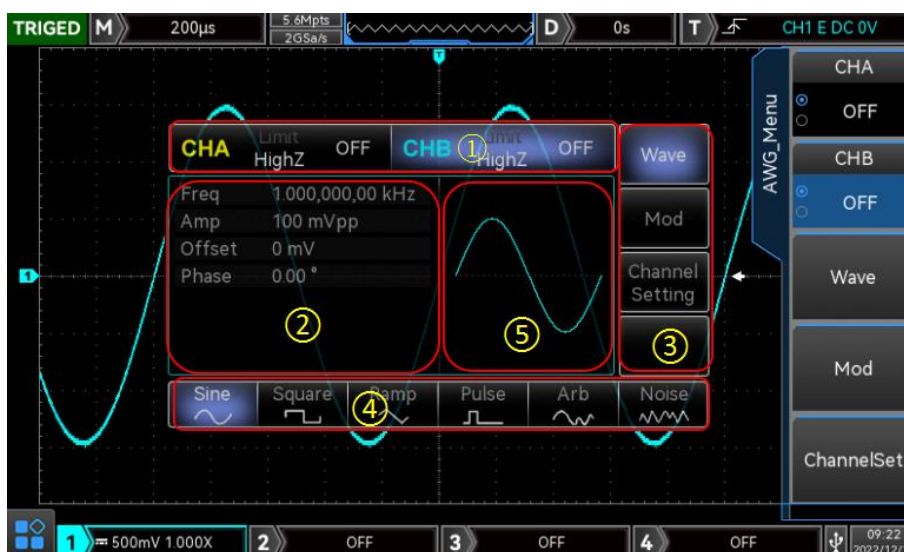 TRIGED M 200µs 5.6Mpts D 0s T CH1 E DC 0V
2GSa/s
AWG_Menu
CHA
OFF
CHB
OFF
Wave
Mod
ChannelSet
CHA Limit OFF CHB ① Limit OFF
HighZ HighZ
Wave
Mod
Channel
Setting
③
Freq 1.000,000,00 kHz
Amp 100 mVpp
Offset 0 mV
Phase 0.00 °
②
⑤
Sine Square Ramp Pulse Arb Noise
④
1
1 500mV 1.000X 2 OFF 3 OFF 4 OFF 09:22